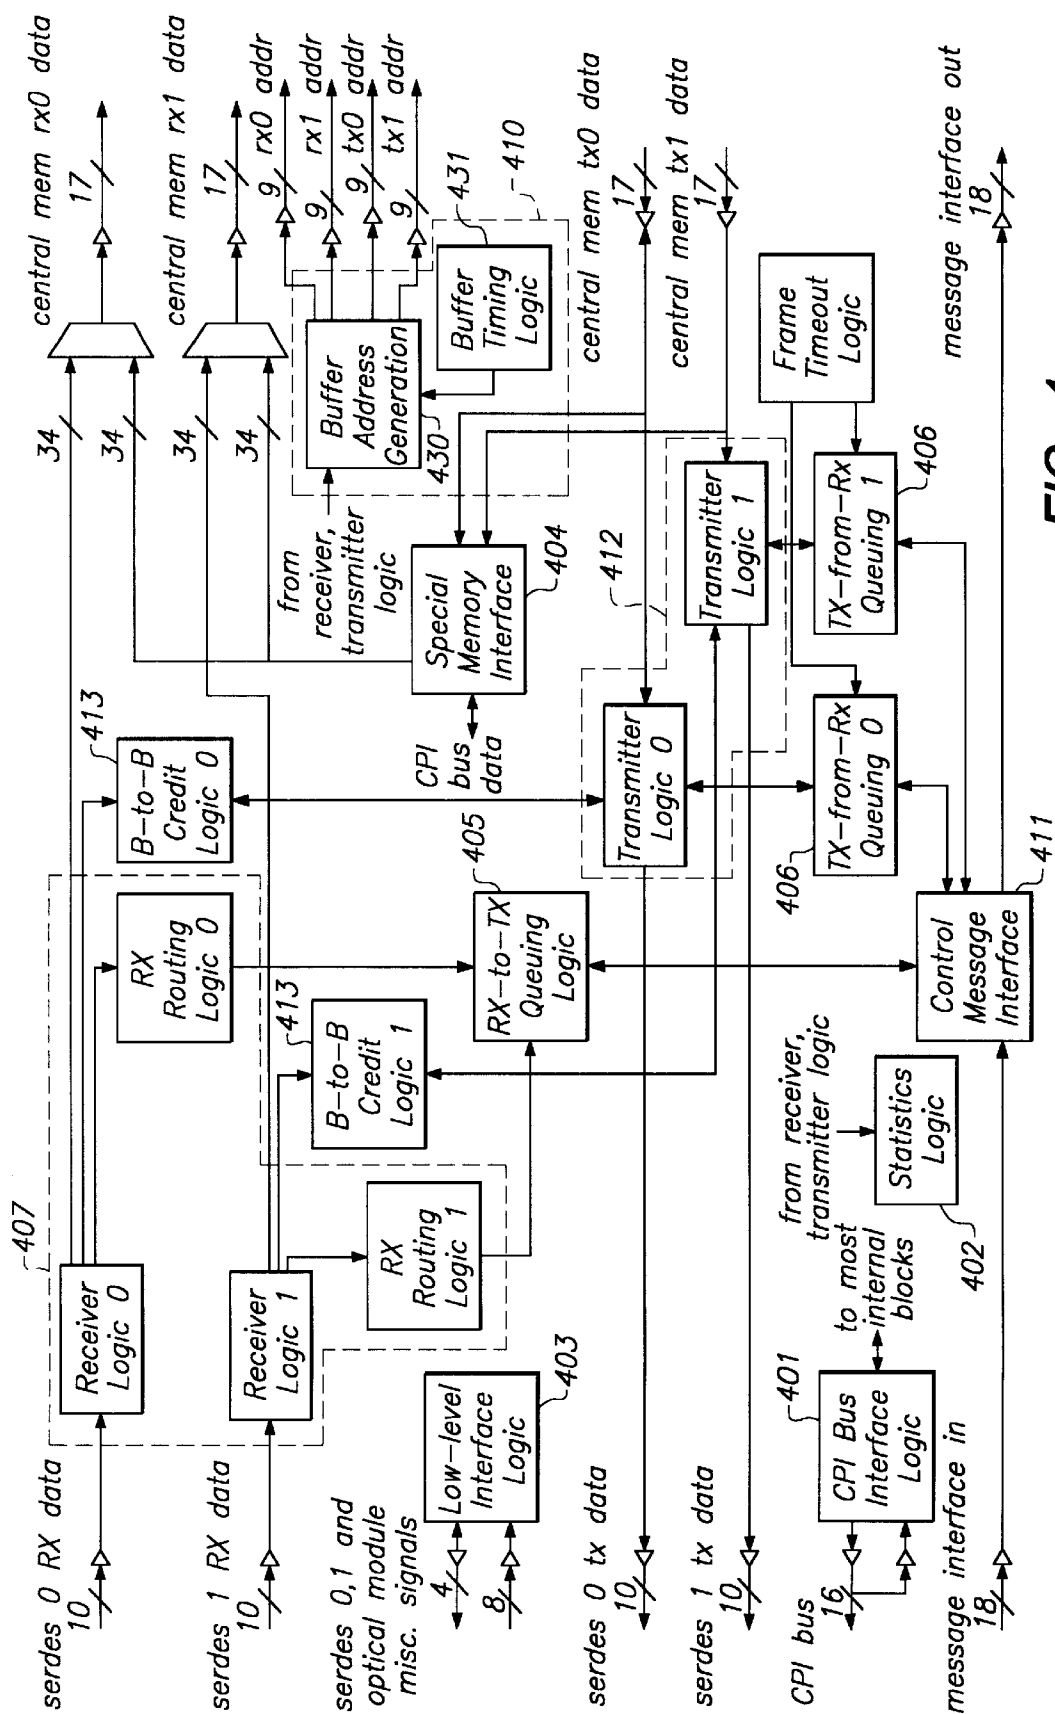 serdes 0 RX data
10
Receiver
Logic 0
407
RX
Routing
Logic 0
B-to-B
Credit
Logic 0
413
34
34
central mem rx0 data
17
serdes 1 RX data
10
Receiver
Logic 1
34
34
central mem rx1 data
17
RX
Routing
Logic 1
B-to-B
Credit
Logic 1
413
from
receiver,
transmitter
logic
Buffer
Address
Generation
430
9
rx0 addr
9
rx1 addr
9
tx0 addr
9
tx1 addr
Buffer
Timing
Logic
431
410
serdes 0,1 and
optical module
misc. signals
4
8
Low-level
Interface
Logic
403
RX-to-TX
Queuing
Logic
405
CPI
bus
data
Special
Memory
Interface
404
serdes 0 tx data
10
Transmitter
Logic 0
412
central mem tx0 data
17
serdes 1 tx data
10
Transmitter
Logic 1
central mem tx1 data
17
CPI bus
16
CPI Bus
Interface
Logic
401
to most
internal
blocks
from receiver,
transmitter logic
Statistics
Logic
402
TX-from-Rx
Queuing 0
406
TX-from-Rx
Queuing 1
406
Frame
Timeout
Logic
message interface in
18
Control
Message
Interface
411
message interface out
18